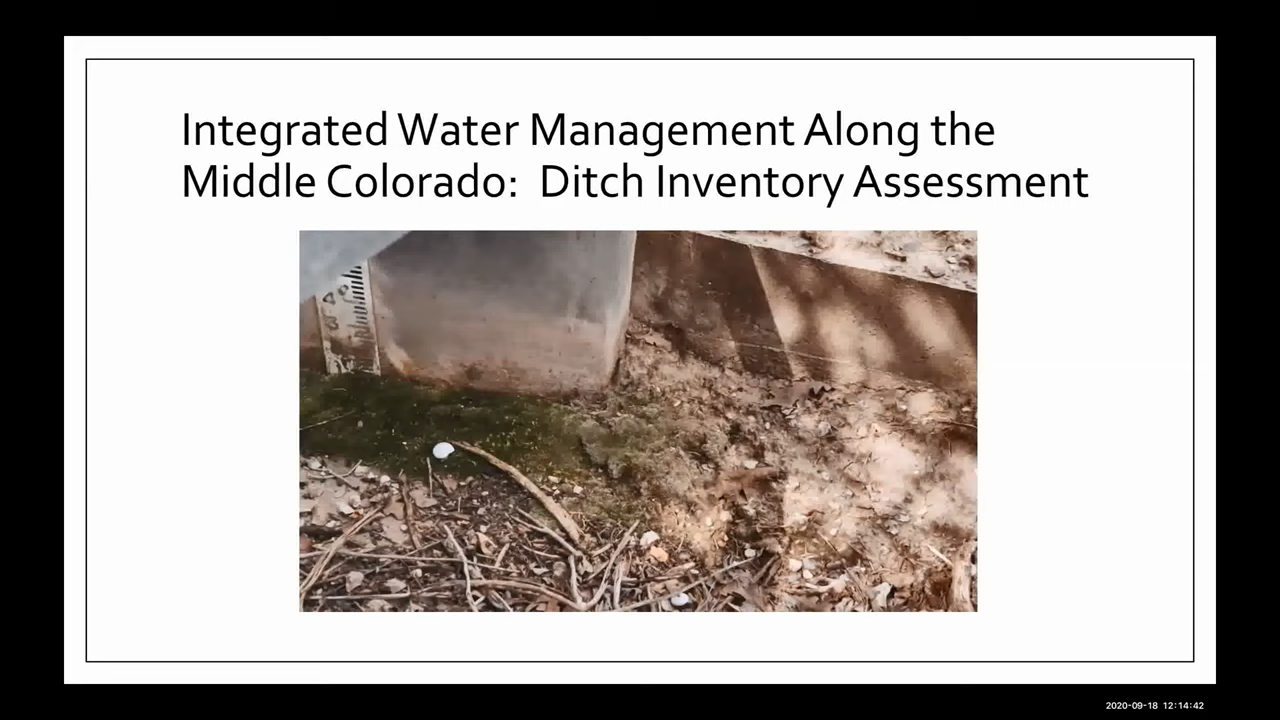 Integrated Water Management Along the
Middle Colorado: Ditch Inventory Assessment
2020-09-18 12:14:42